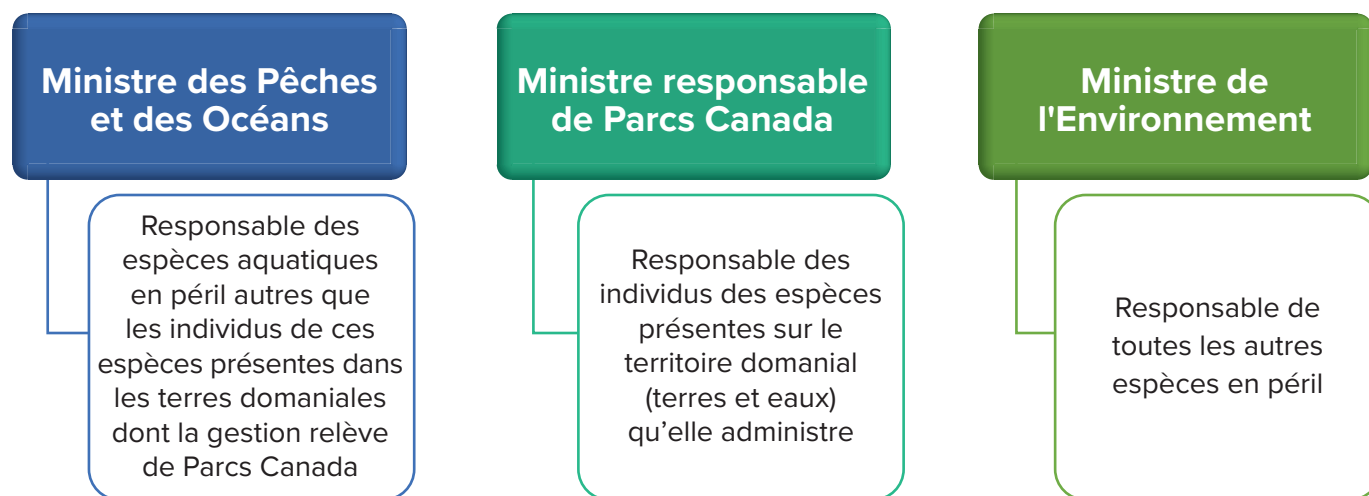 Ministre des Pêches
et des Océans
Responsable des
espèces aquatiques
en péril autres que
les individus de ces
espèces présentes dans
les terres domaniales
dont la gestion relève
de Parcs Canada
Ministre responsable
de Parcs Canada
Responsable des
individus des espèces
présentes sur le
territoire domanial
(terres et eaux)
qu’elle administre
Ministre de
l'Environnement
Responsable de
toutes les autres
espèces en péril